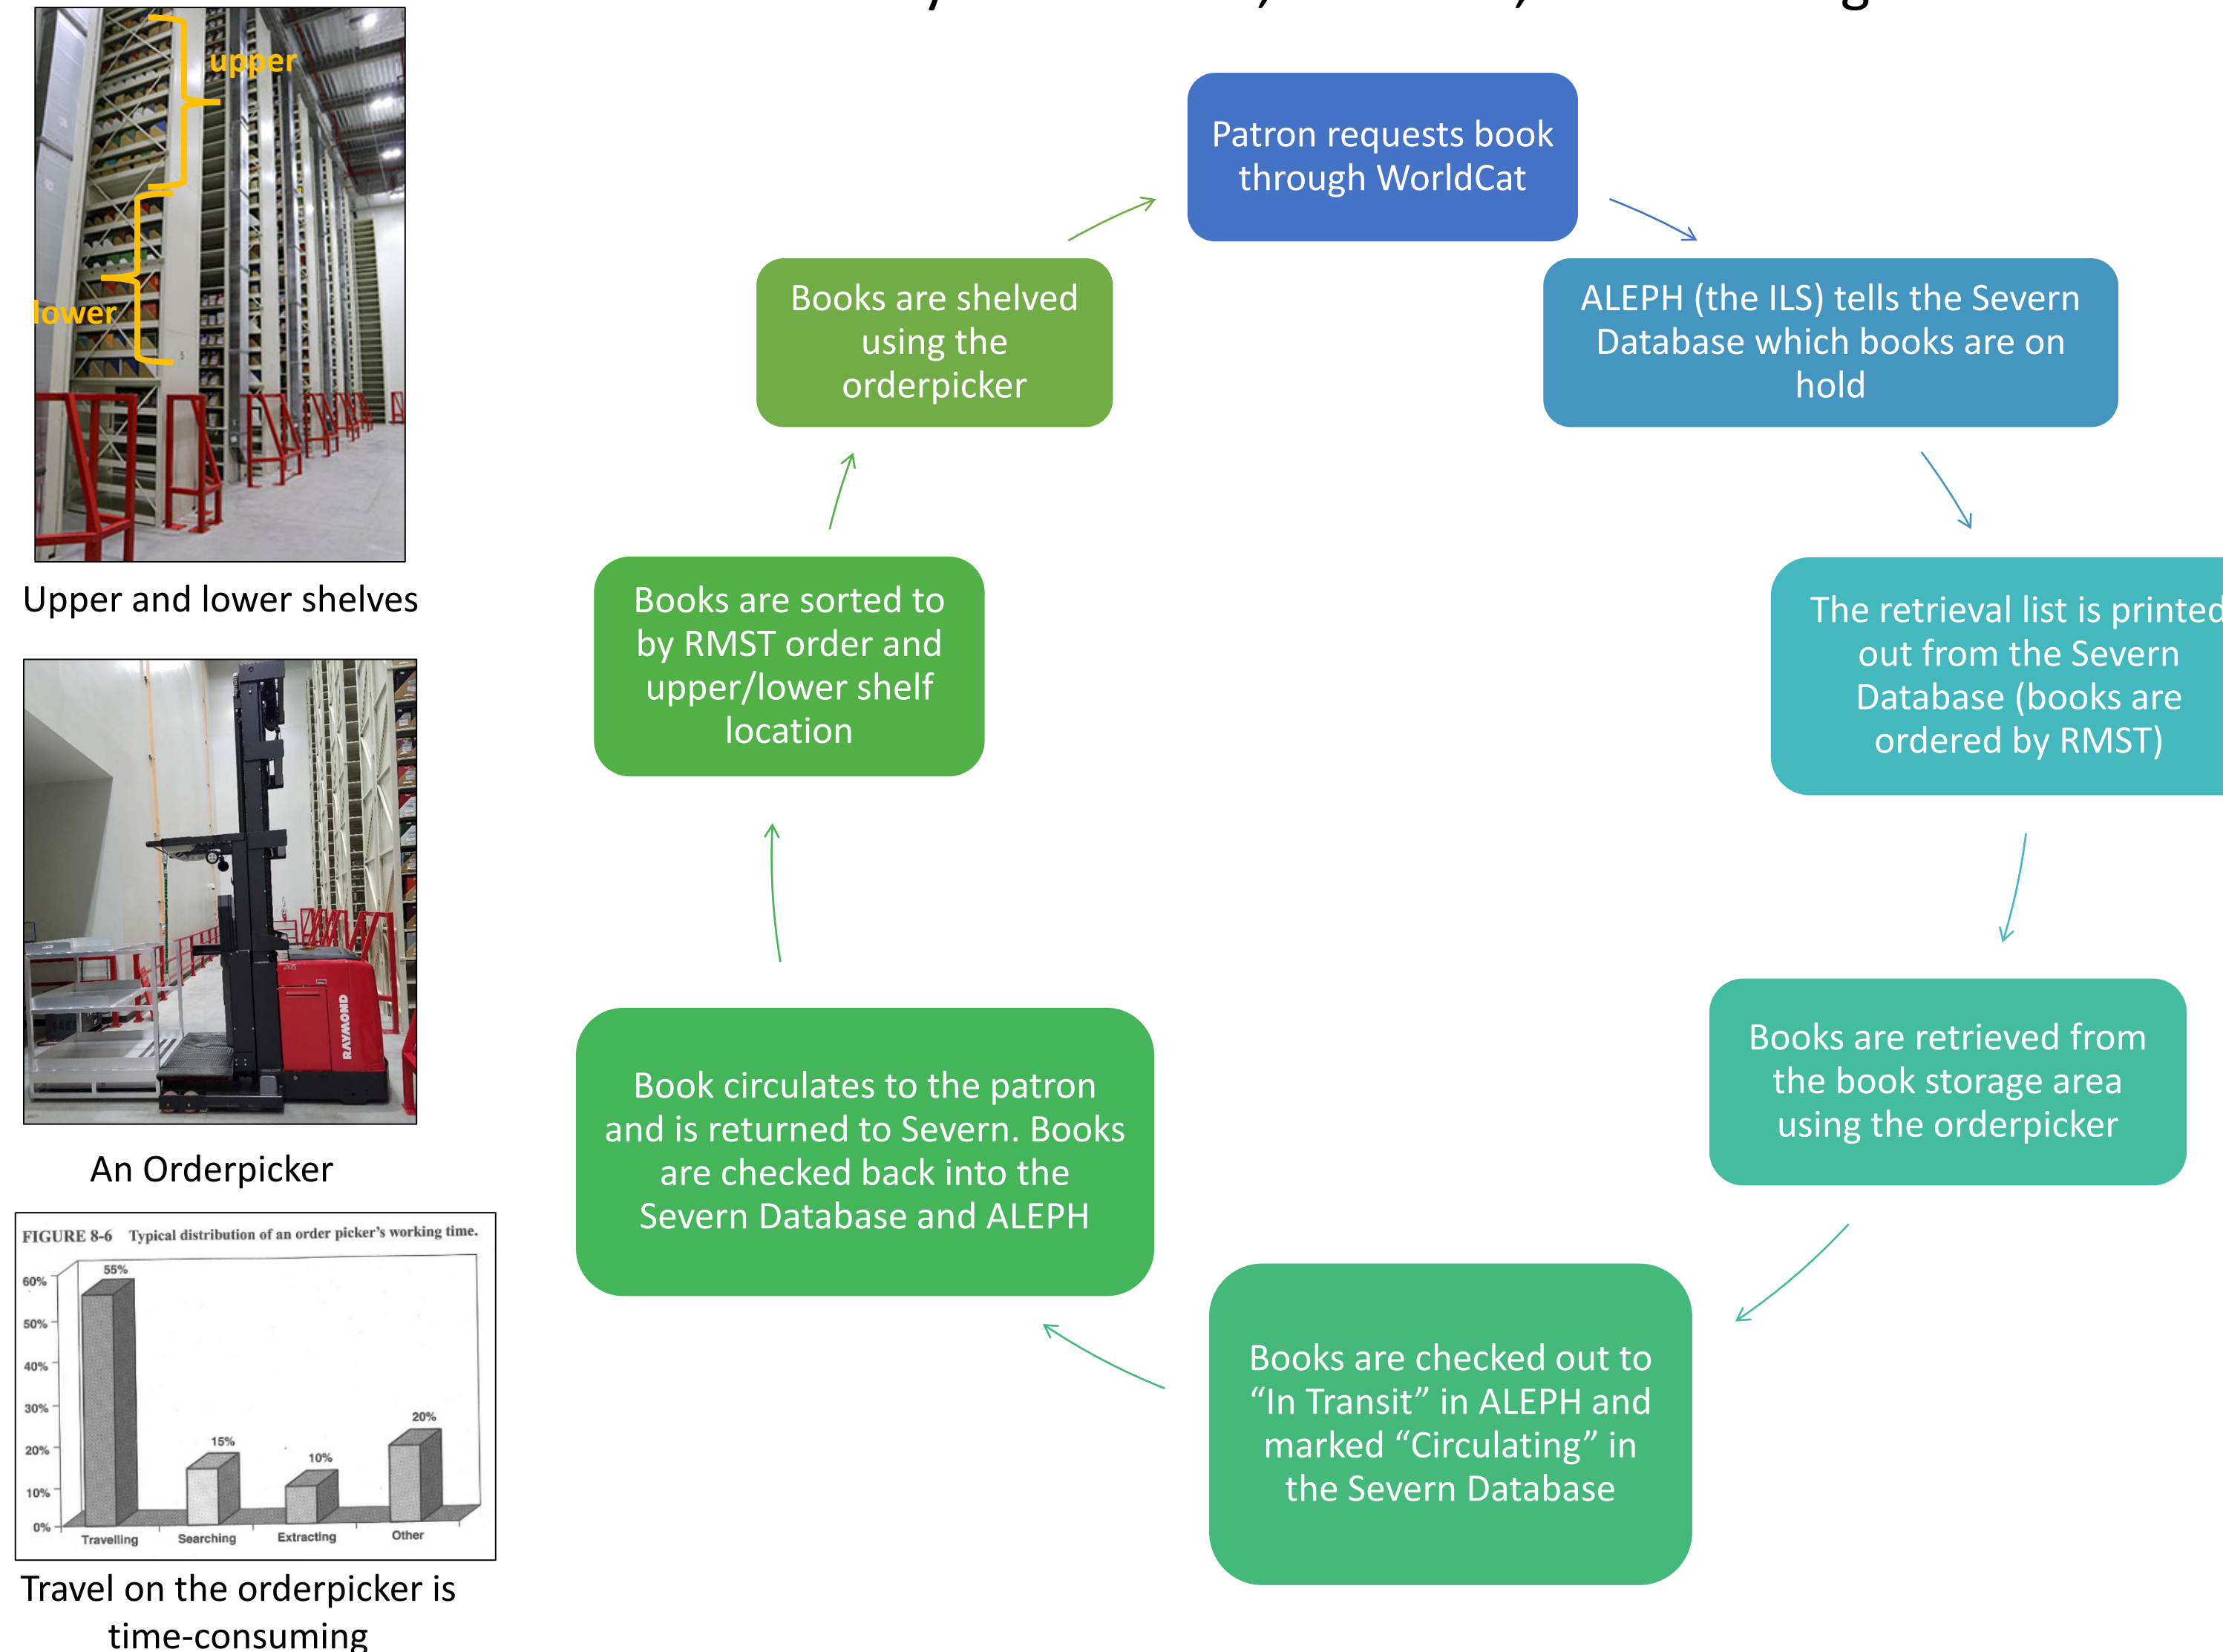 upper
lower
Upper and lower shelves
RAYMOND
An Orderpicker
FIGURE 8-6 Typical distribution of an order picker's working time.
60%
50%
40%
30%
20%
10%
0%
55%
15%
10%
20%
Travelling
Searching
Extracting
Other
Travel on the orderpicker is
time-consuming
Patron requests book
through WorldCat
ALEPH (the ILS) tells the Severn
Database which books are on
hold
The retrieval list is printed
out from the Severn
Database (books are
ordered by RMST)
Books are retrieved from
the book storage area
using the orderpicker
Books are checked out to
“In Transit” in ALEPH and
marked “Circulating” in
the Severn Database
Book circulates to the patron
and is returned to Severn. Books
are checked back into the
Severn Database and ALEPH
Books are sorted to
by RMST order and
upper/lower shelf
location
Books are shelved
using the
orderpicker